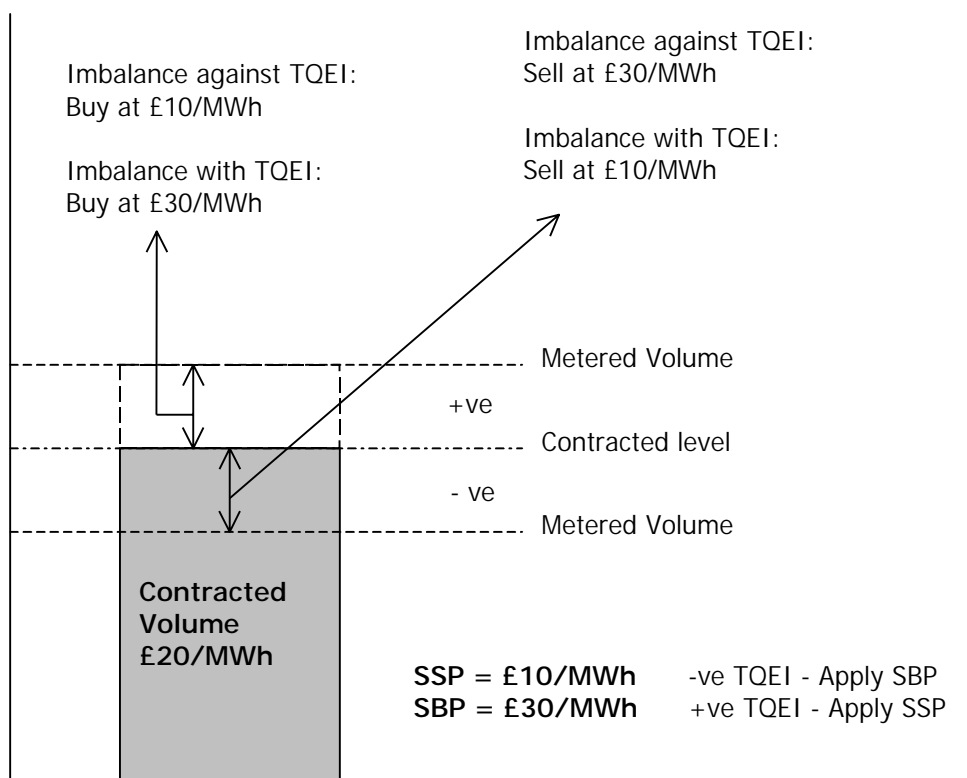 Imbalance against TQEI:
Buy at £10/MWh
Imbalance with TQEI:
Buy at £30/MWh
Imbalance against TQEI:
Sell at £30/MWh
Imbalance with TQEI:
Sell at £10/MWh
Metered Volume
+ve
Contracted level
- ve
Metered Volume
Contracted
Volume
£20/MWh
SSP = £10/MWh -ve TQEI - Apply SBP
SBP = £30/MWh +ve TQEI - Apply SSP